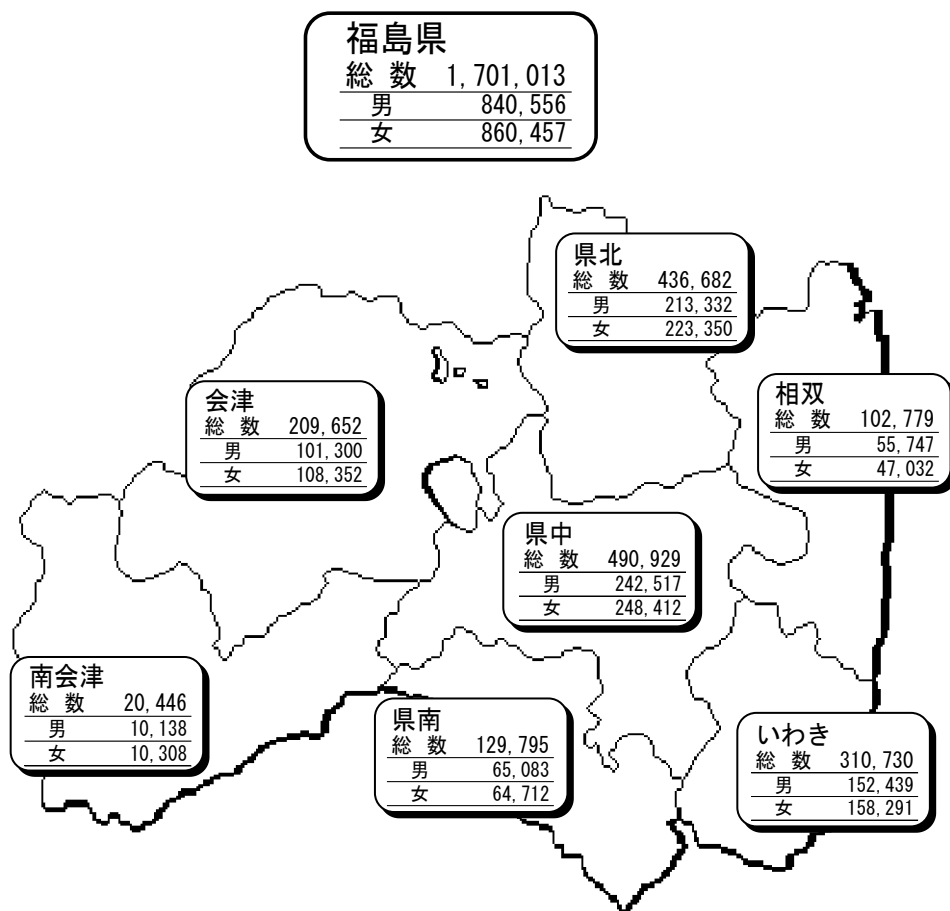 福島県
総 数 1,701,013
男 840,556
女 860,457
県北
総 数 436,682
男 213,332
女 223,350
会津
総 数 209,652
男 101,300
女 108,352
相双
総 数 102,779
男 55,747
女 47,032
県中
総 数 490,929
男 242,517
女 248,412
南会津
総 数 20,446
男 10,138
女 10,308
県南
総 数 129,795
男 65,083
女 64,712
いわき
総 数 310,730
男 152,439
女 158,291